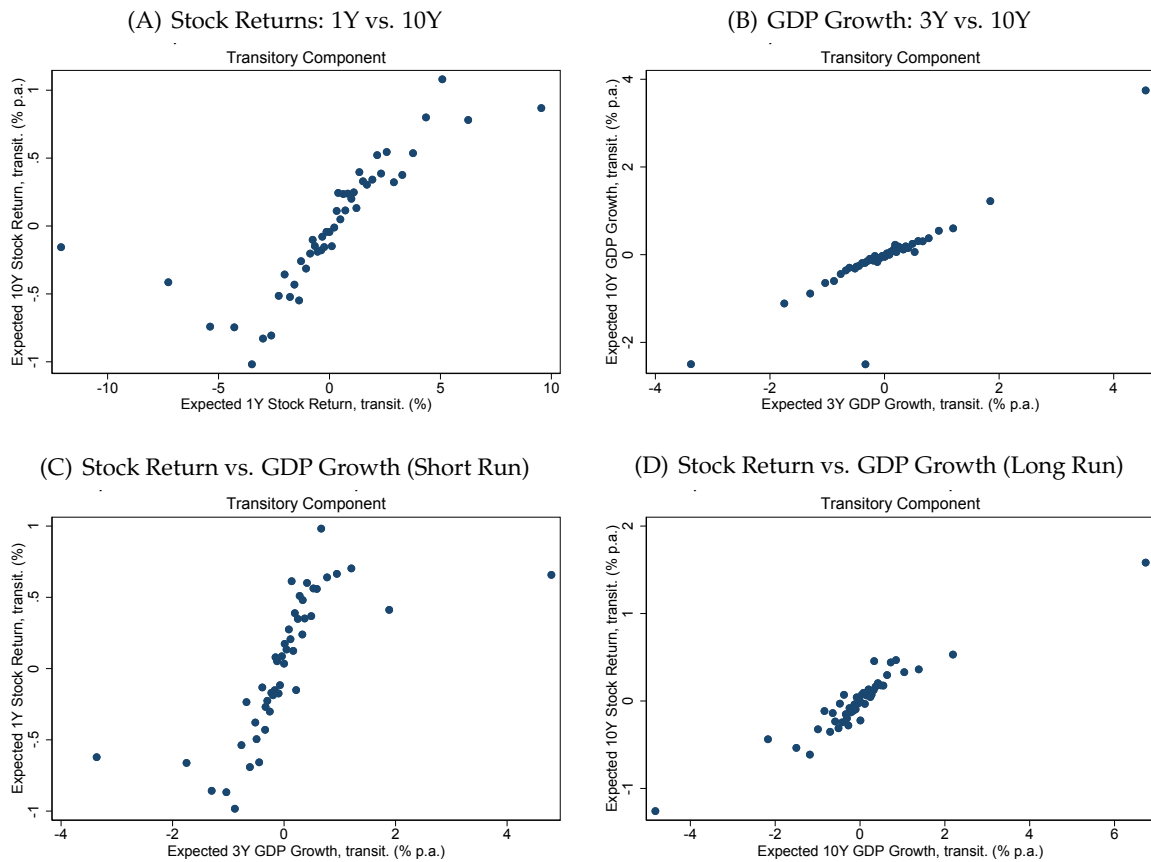 (A) Stock Returns: 1Y vs. 10Y
Transitory Component
Expected 10Y Stock Return, transit. (% p.a.)
1
.5
0
-.5
-1
-10
-5
0
5
10
Expected 1Y Stock Return, transit. (%)
(B) GDP Growth: 3Y vs. 10Y
Transitory Component
Expected 10Y GDP Growth, transit. (% p.a.)
4
2
0
-2
-4
-2
0
2
4
Expected 3Y GDP Growth, transit. (% p.a.)
(C) Stock Return vs. GDP Growth (Short Run)
Transitory Component
Expected 1Y Stock Return, transit. (%)
1
.5
0
-.5
-1
-4
-2
0
2
4
Expected 3Y GDP Growth, transit. (% p.a.)
(D) Stock Return vs. GDP Growth (Long Run)
Transitory Component
Expected 10Y Stock Return, transit. (% p.a.)
2
1
0
-1
-4
-2
0
2
4
6
Expected 10Y GDP Growth, transit. (% p.a.)